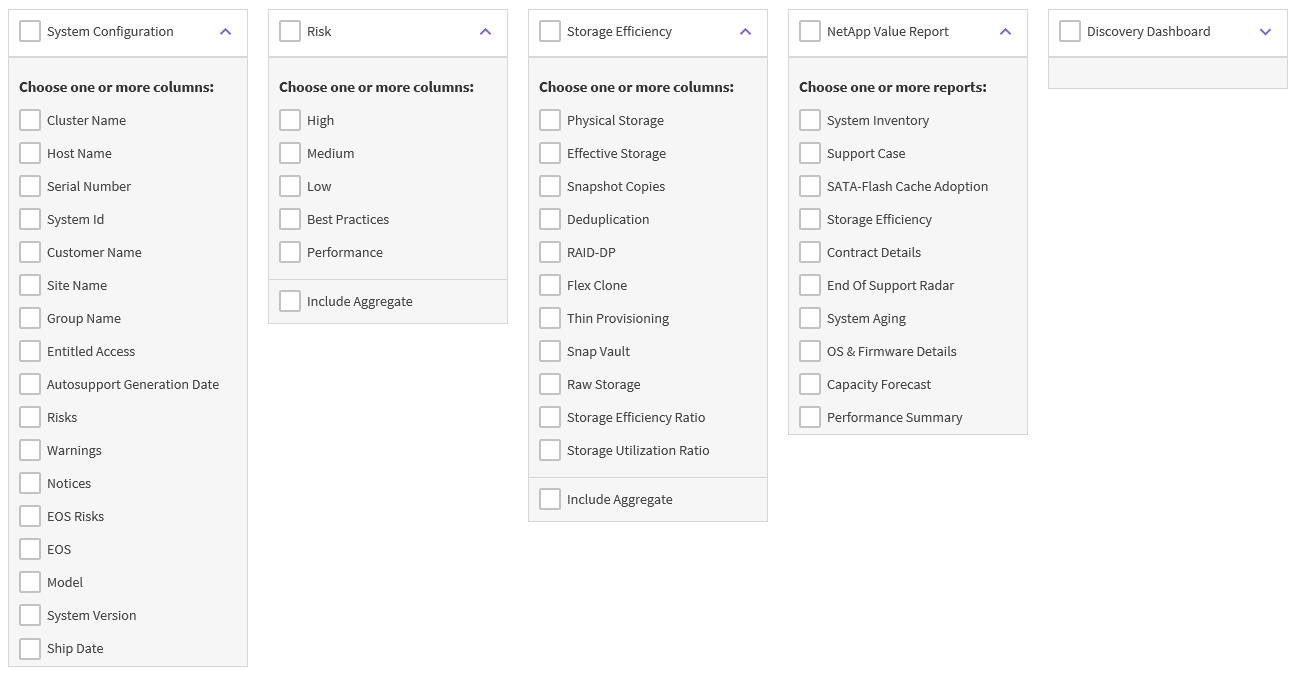 System Configuration
Choose one or more columns:
Cluster Name
Host Name
Serial Number
System Id
Customer Name
Site Name
Group Name
Entitled Access
Autosupport Generation Date
Risks
Warnings
Notices
EOS Risks
EOS
Model
System Version
Ship Date
Risk
Choose one or more columns:
High
Medium
Low
Best Practices
Performance
Include Aggregate
Storage Efficiency
Choose one or more columns:
Physical Storage
Effective Storage
Snapshot Copies
Deduplication
RAID-DP
Flex Clone
Thin Provisioning
Snap Vault
Raw Storage
Storage Efficiency Ratio
Storage Utilization Ratio
Include Aggregate
NetApp Value Report
Choose one or more reports:
System Inventory
Support Case
SATA-Flash Cache Adoption
Storage Efficiency
Contract Details
End Of Support Radar
System Aging
OS & Firmware Details
Capacity Forecast
Performance Summary
Discovery Dashboard